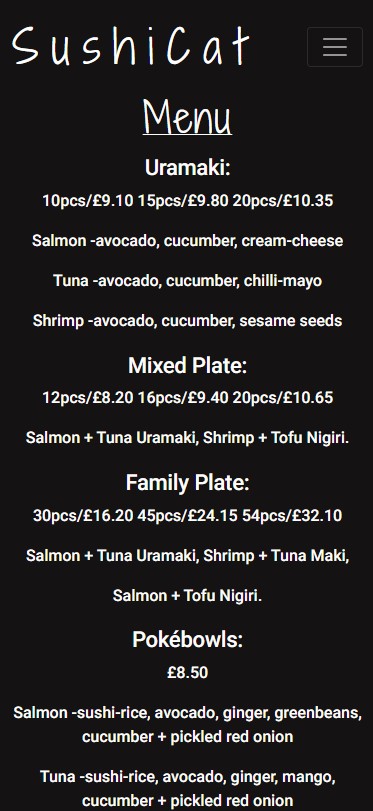 SushiCat
Menu
Uramaki:
10pcs/£9.10 15pcs/£9.80 20pcs/£10.35
Salmon -avocado, cucumber, cream-cheese
Tuna -avocado, cucumber, chilli-mayo
Shrimp -avocado, cucumber, sesame seeds
Mixed Plate:
12pcs/£8.20 16pcs/£9.40 20pcs/£10.65
Salmon + Tuna Uramaki, Shrimp + Tofu Nigiri.
Family Plate:
30pcs/£16.20 45pcs/£24.15 54pcs/£32.10
Salmon + Tuna Uramaki, Shrimp + Tuna Maki,
Salmon + Tofu Nigiri.
Pokébowls:
£8.50
Salmon -sushi-rice, avocado, ginger, greenbeans,
cucumber + pickled red onion
Tuna -sushi-rice, avocado, ginger, mango,
cucumber + pickled red onion